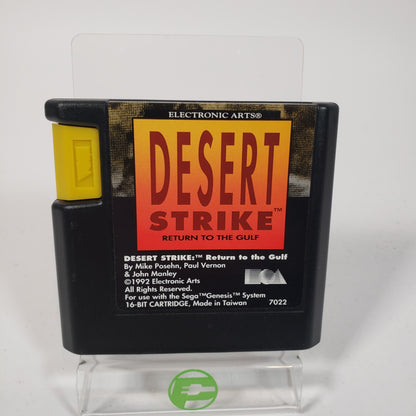 ELECTRONIC ARTS®
DESERT
STRIKE™
RETURN TO THE GULF
DESERT STRIKE:™ Return to the Gulf
By Mike Posehn, Paul Vernon
& John Manley
©1992 Electronic Arts
All Rights Reserved.
For use with the Sega™Genesis™ System
16-BIT CARTRIDGE, Made in Taiwan 7022